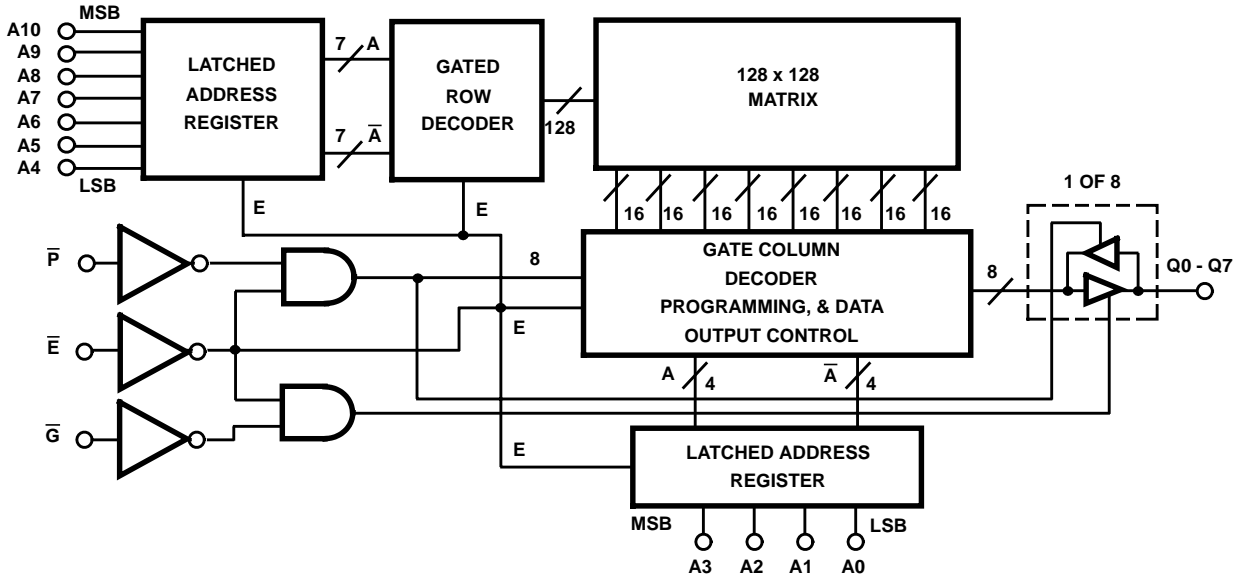 MSB
A10
A9
A8
A7
A6
A5
A4
LSB
LATCHED
ADDRESS
REGISTER
7 A
7 A̅
GATED
ROW
DECODER
128
128 x 128
MATRIX
E
E
16 16 16 16 16 16 16 16
1 OF 8
P̅
E̅
G̅
8
E
GATE COLUMN
DECODER
PROGRAMMING, & DATA
OUTPUT CONTROL
8
Q0 - Q7
A 4
A̅ 4
E
LATCHED ADDRESS
REGISTER
MSB
LSB
A3 A2 A1 A0